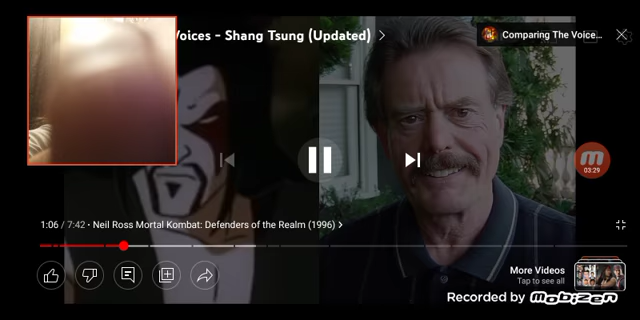 Voices - Shang Tsung (Updated)
Comparing The Voice...
03:29
1:06 / 7:42 · Neil Ross Mortal Kombat: Defenders of the Realm (1996)
More Videos
Tap to see all
Recorded by Mobizen